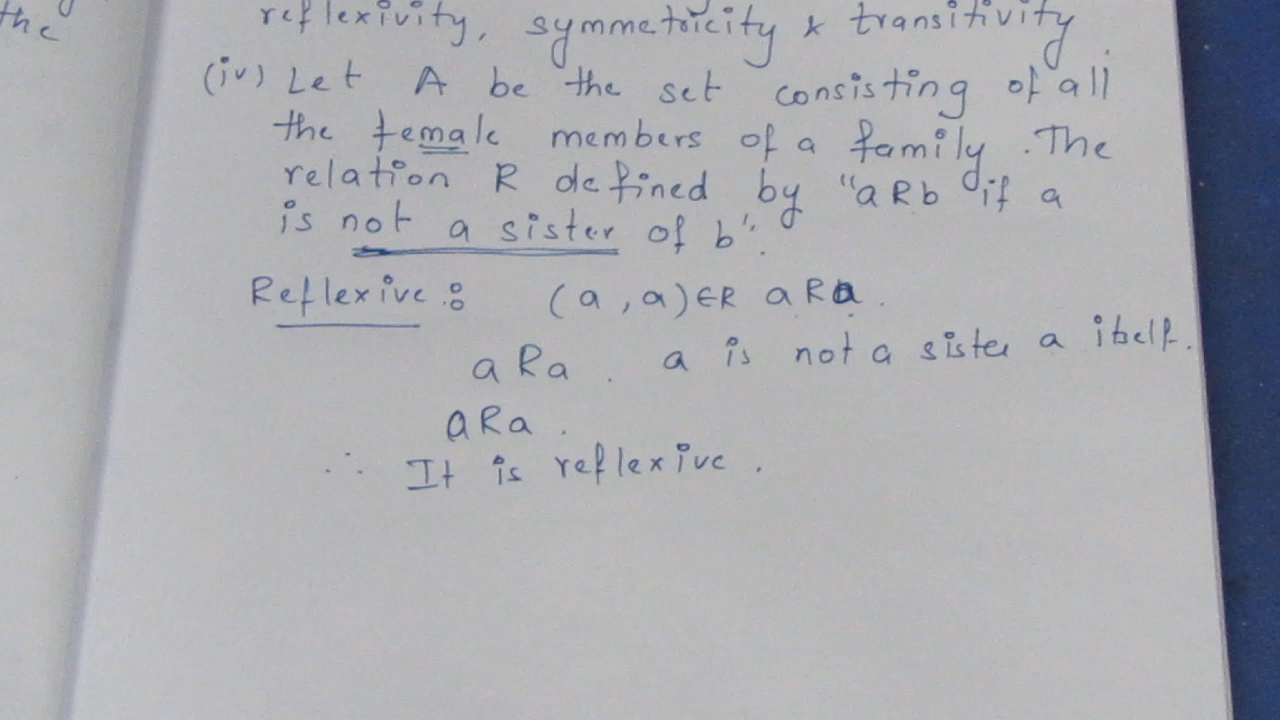 the
reflexivity, symmetricity & transitivity
(iv) Let A be the set consisting of all
the female members of a family. The
relation R defined by "aRb if a
is not a sister of b".
Reflexive : (a, a) ∈ R aRa.
aRa. a is not a sister a itself.
aRa.
∴ It is reflexive.